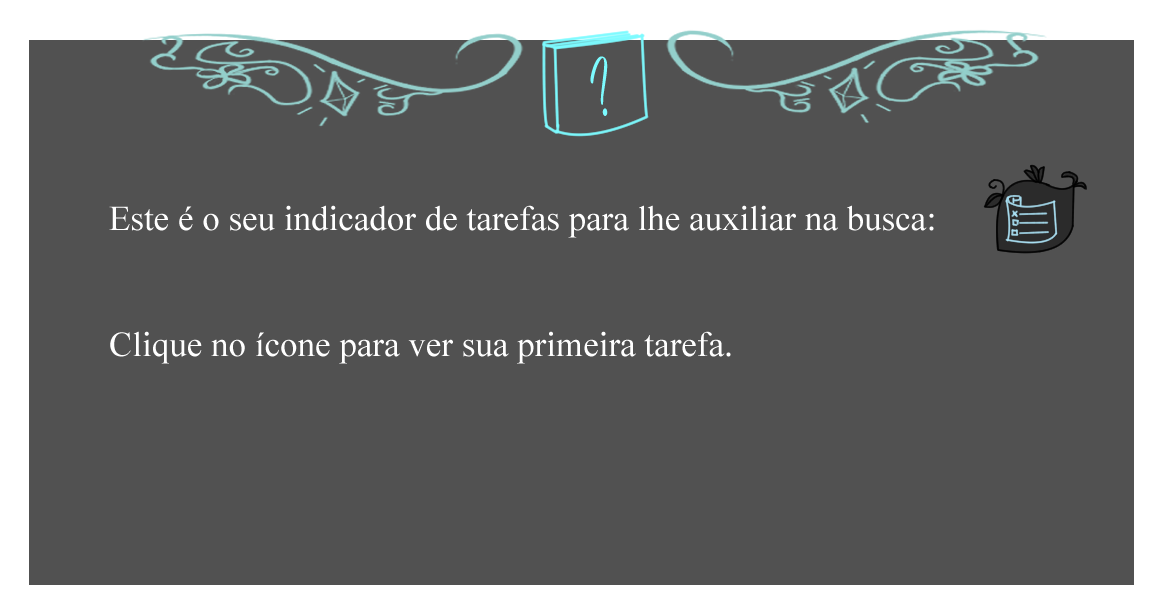 ?
Este é o seu indicador de tarefas para lhe auxiliar na busca:
Clique no ícone para ver sua primeira tarefa.